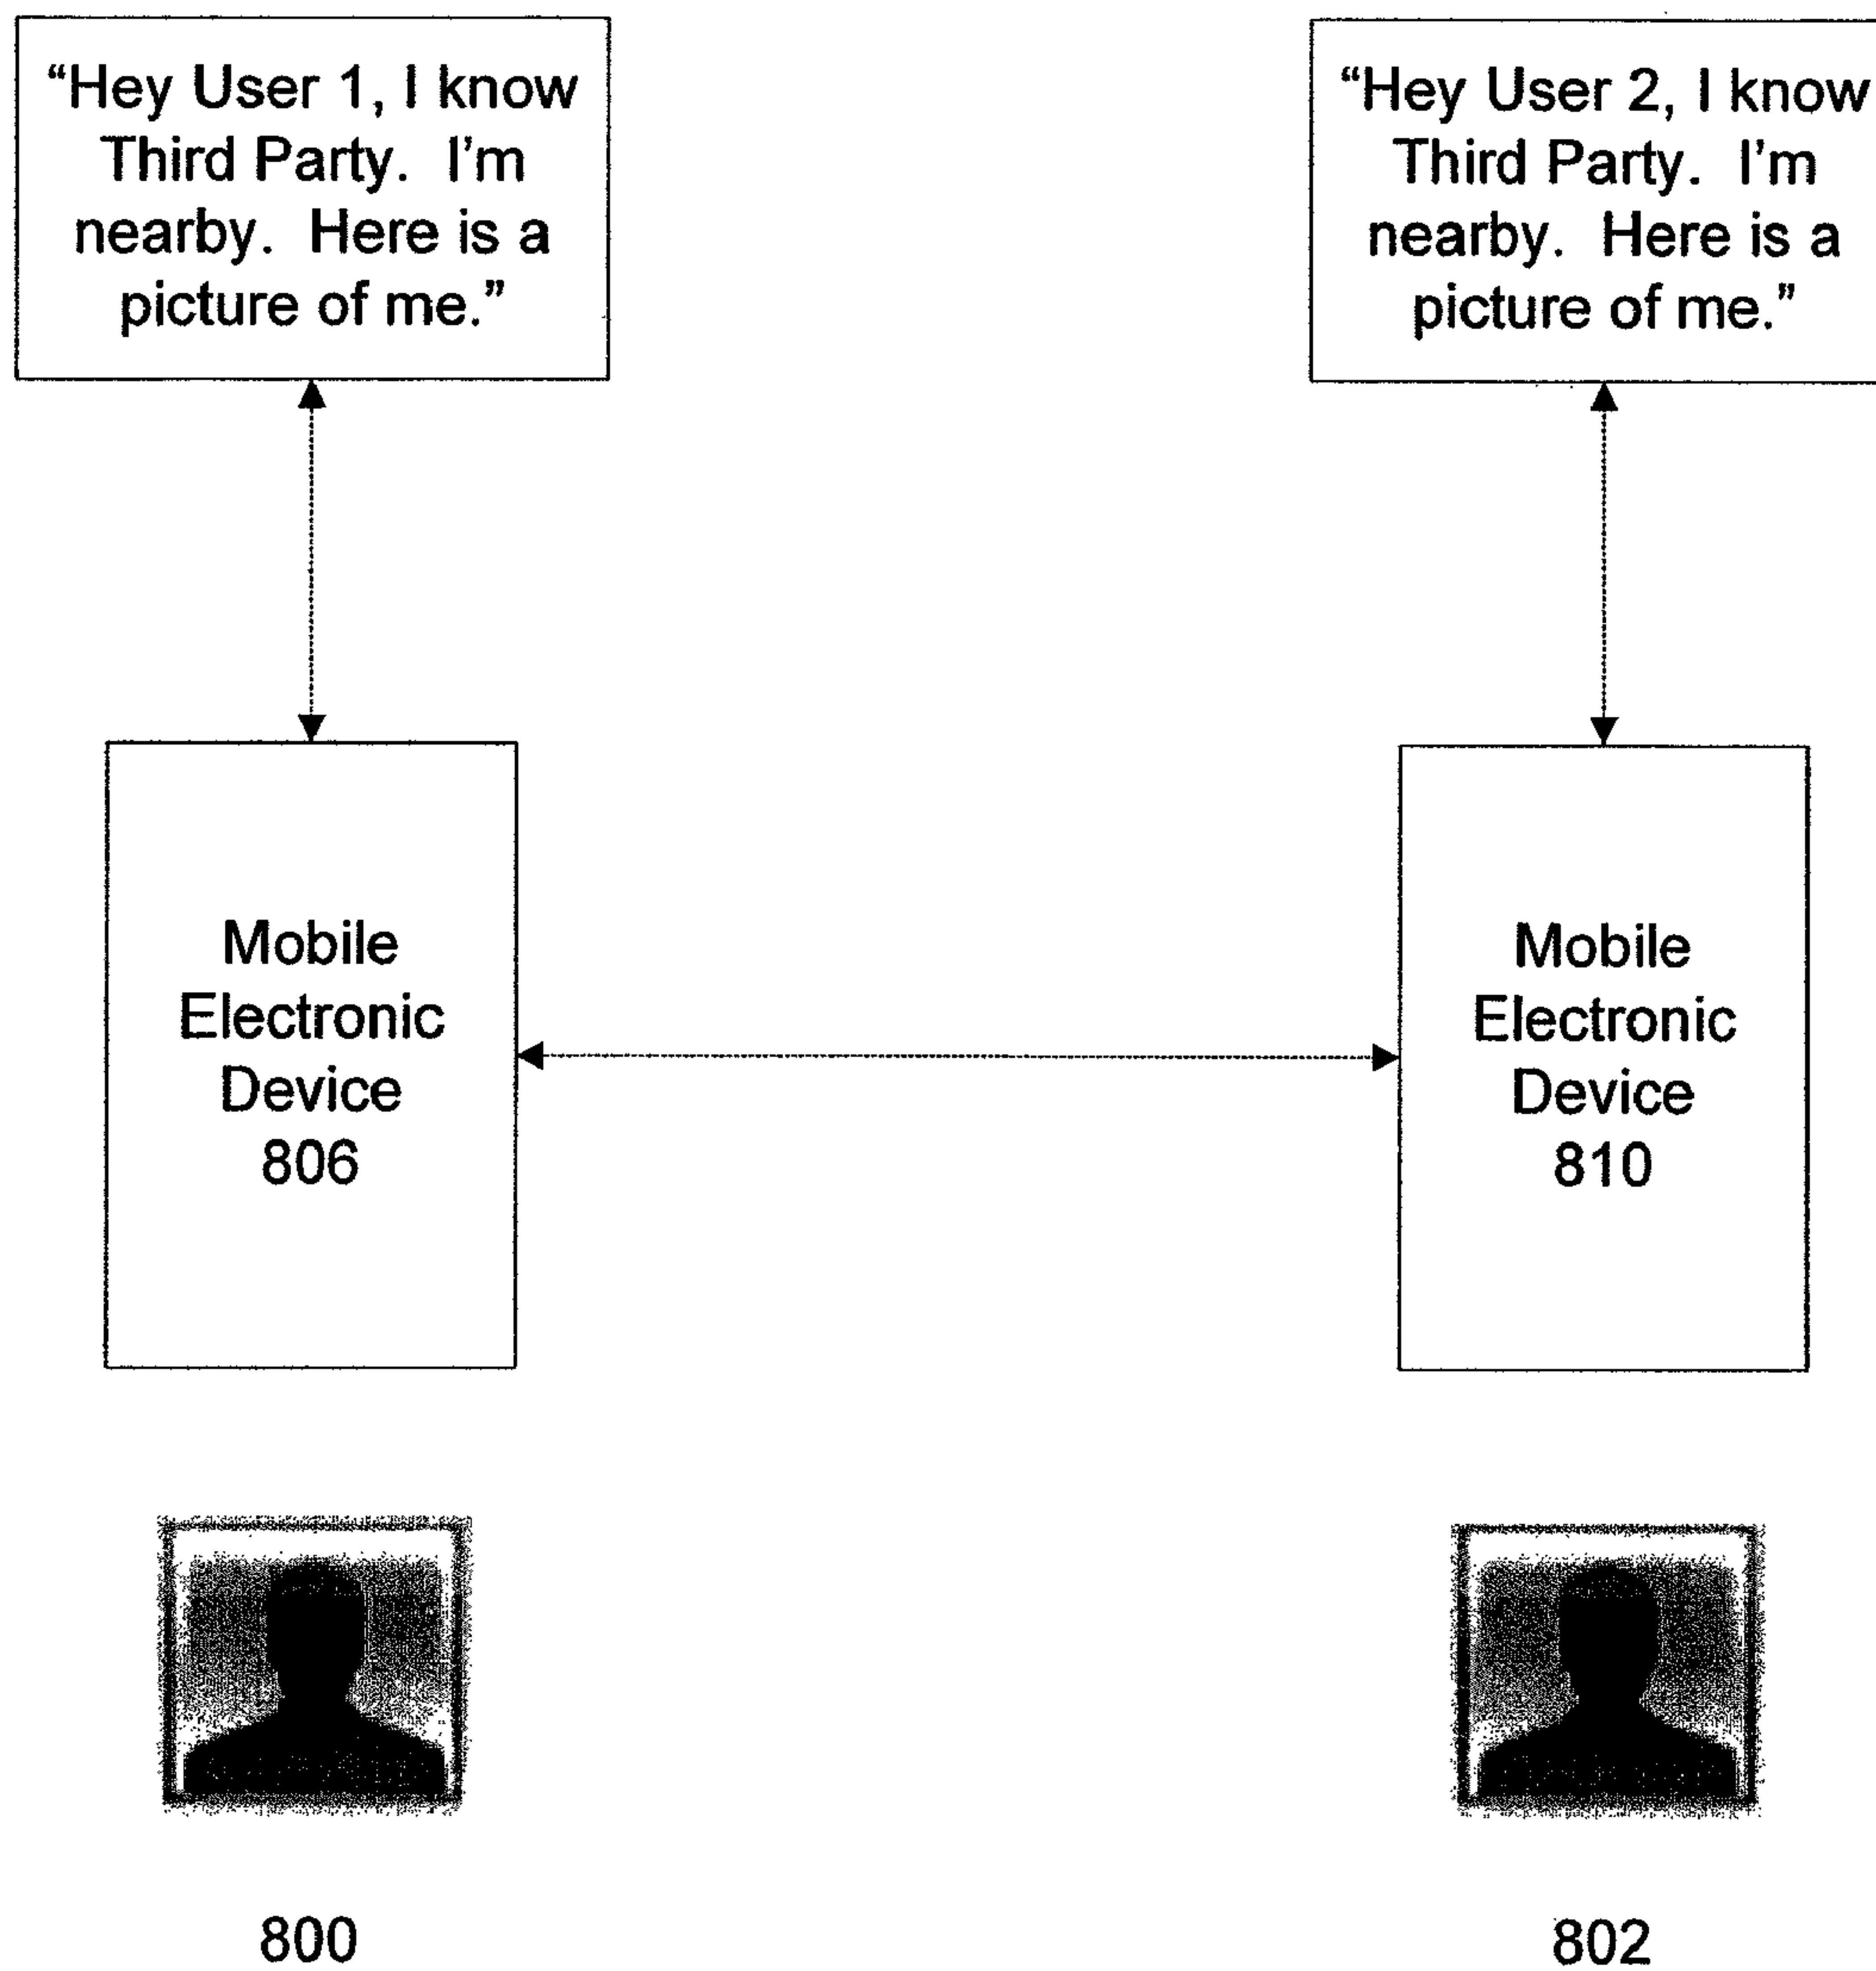 “Hey User 1, I know
Third Party.  I’m
nearby.  Here is a
picture of me.”
“Hey User 2, I know
Third Party.  I’m
nearby.  Here is a
picture of me.”
Mobile
Electronic
Device
806
Mobile
Electronic
Device
810
800
802